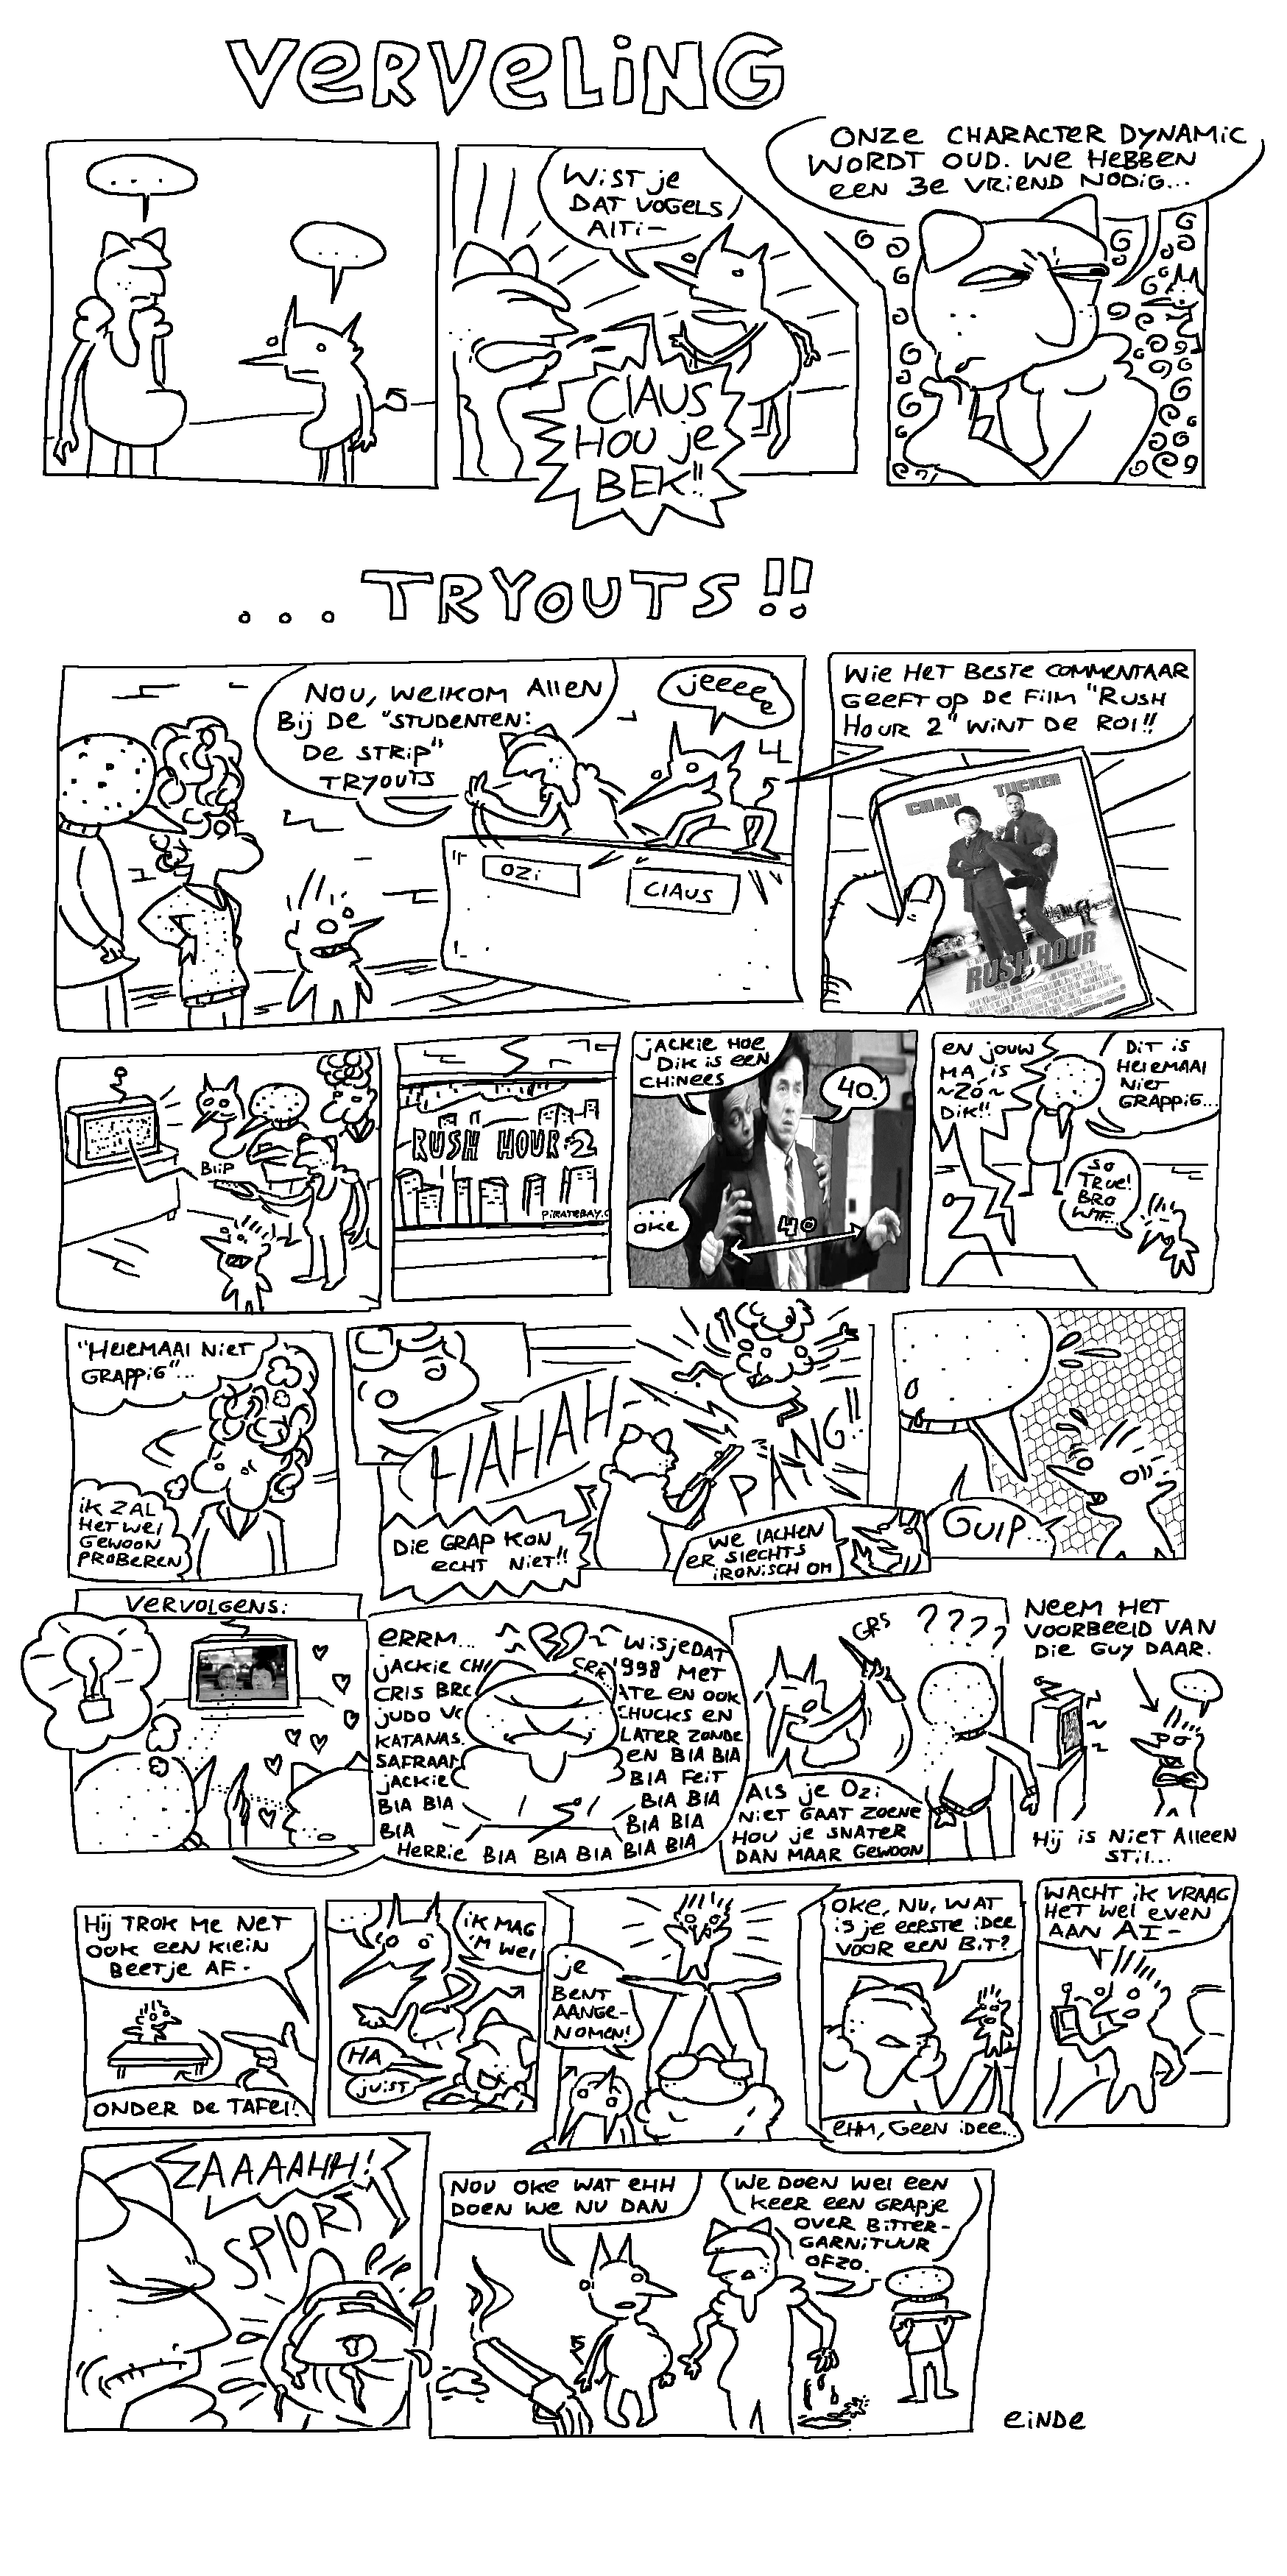 VERVELING
...
...
WIST JE
DAT VOGELS
ALTI-
CLAUS
HOU JE
BEK!!
ONZE CHARACTER DYNAMIC
WORDT OUD. WE HEBBEN
EEN 3E VRIEND NODIG...
...TRYOUTS!!
NOU, WELKOM ALLEN
BIJ DE "STUDENTEN:
DE STRIP"
TRYOUTS
jeeeee
OZI
CLAUS
WIE HET BESTE COMMENTAAR
GEEFT OP DE FILM "RUSH
HOUR 2" WINT DE ROL!!
CHAN TUCKER
RUSH HOUR
2
BLIP
RUSH HOUR 2
PIRATEBAY.
JACKIE HOE
DIK IS EEN
CHINEES
40.
...
OKE
40
EN JOUW
MA IS
~ZO~
DIK!!
DIT IS
HELEMAAL
NIET
GRAPPIG...
SO
TRUE!
BRO
WTF..
"HELEMAAL NIET
GRAPPIG"...
IK ZAL
HET WEL
GEWOON
PROBEREN
HAHAH-
PANG!!
DIE GRAP KON
ECHT NIET!!
WE LACHEN
ER SLECHTS
IRONISCH OM
GULP...
VERVOLGENS:
ERRM...
JACKIE CH
CRIS BRO
JUDO VC
KATANAS.
SAFRAAN
JACKIE
BLA BLA
BLA
HERRIE BLA BLA BLA BLA BLA
CRK
WISJEDAT
1998 MET
ATE EN OOK
CHUCKS EN
LATER ZONDE
EN BLA BLA
BLA FEIT
BLA BLA
BLA BLA
GRS
????
ALS JE OZI
NIET GAAT ZOENE
HOU JE SNATER
DAN MAAR GEWOON
NEEM HET
VOORBEELD VAN
DIE GUY DAAR.
...
HIJ IS NIET ALLEEN
STIL...
HIJ TROK ME NET
OOK EEN KLEIN
BEETJE AF-
ONDER DE TAFEL!
...
IK MAG
'M WEL
HA
JUIST
JE
BENT
AANGE-
NOMEN!
OKE, NU, WAT
IS JE EERSTE IDEE
VOOR EEN BIT?
EHM, GEEN IDEE...
WACHT IK VRAAG
HET WEL EVEN
AAN AI-
ZAAAAHH!
SPLORT
NOU OKE WAT EHH
DOEN WE NU DAN
WE DOEN WEL EEN
KEER EEN GRAPJE
OVER BITTER-
GARNITUUR
OFZO.
EINDE